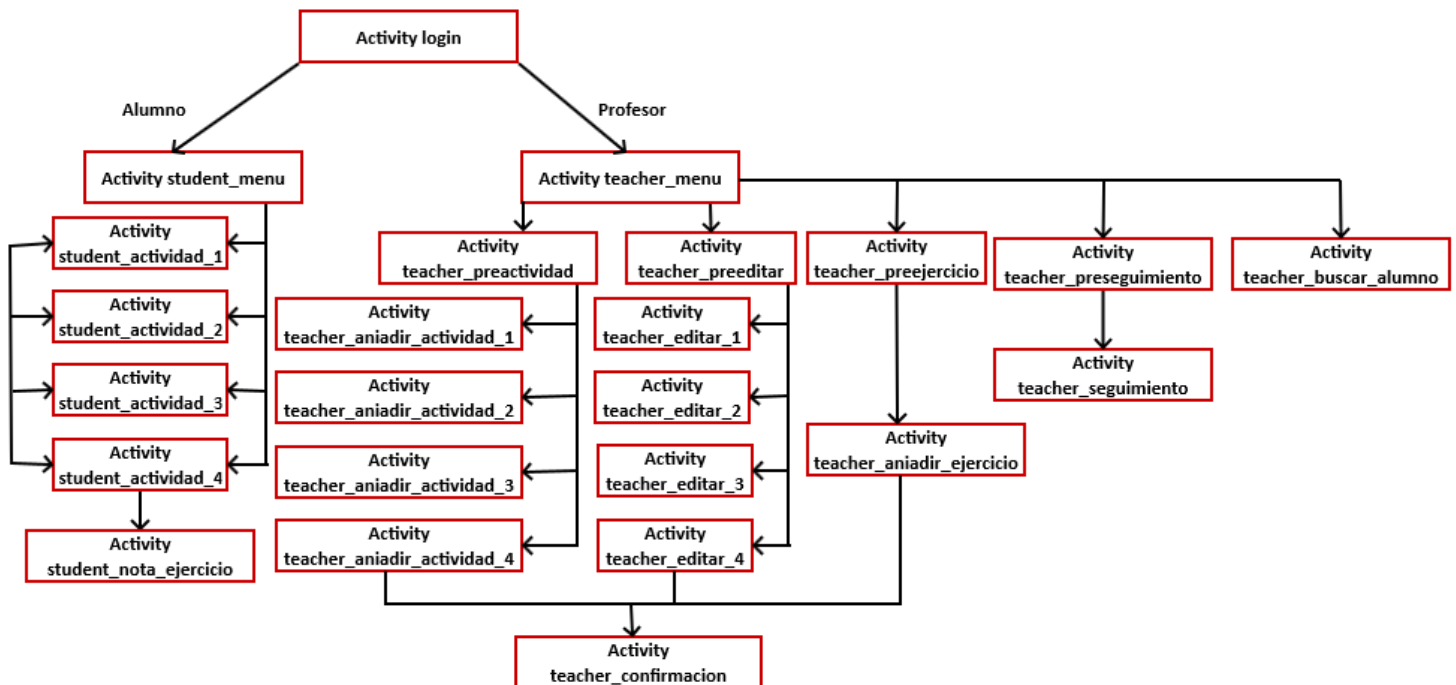 Activity login
Alumno
Profesor
Activity student_menu
Activity teacher_menu
Activity
student_actividad_1
Activity
student_actividad_2
Activity
student_actividad_3
Activity
student_actividad_4
Activity
student_nota_ejercicio
Activity
teacher_preactividad
Activity
teacher_aniadir_actividad_1
Activity
teacher_aniadir_actividad_2
Activity
teacher_aniadir_actividad_3
Activity
teacher_aniadir_actividad_4
Activity
teacher_preeditar
Activity
teacher_editar_1
Activity
teacher_editar_2
Activity
teacher_editar_3
Activity
teacher_editar_4
Activity
teacher_preejercicio
Activity
teacher_aniadir_ejercicio
Activity
teacher_preseguimiento
Activity
teacher_seguimiento
Activity
teacher_buscar_alumno
Activity
teacher_confirmacion